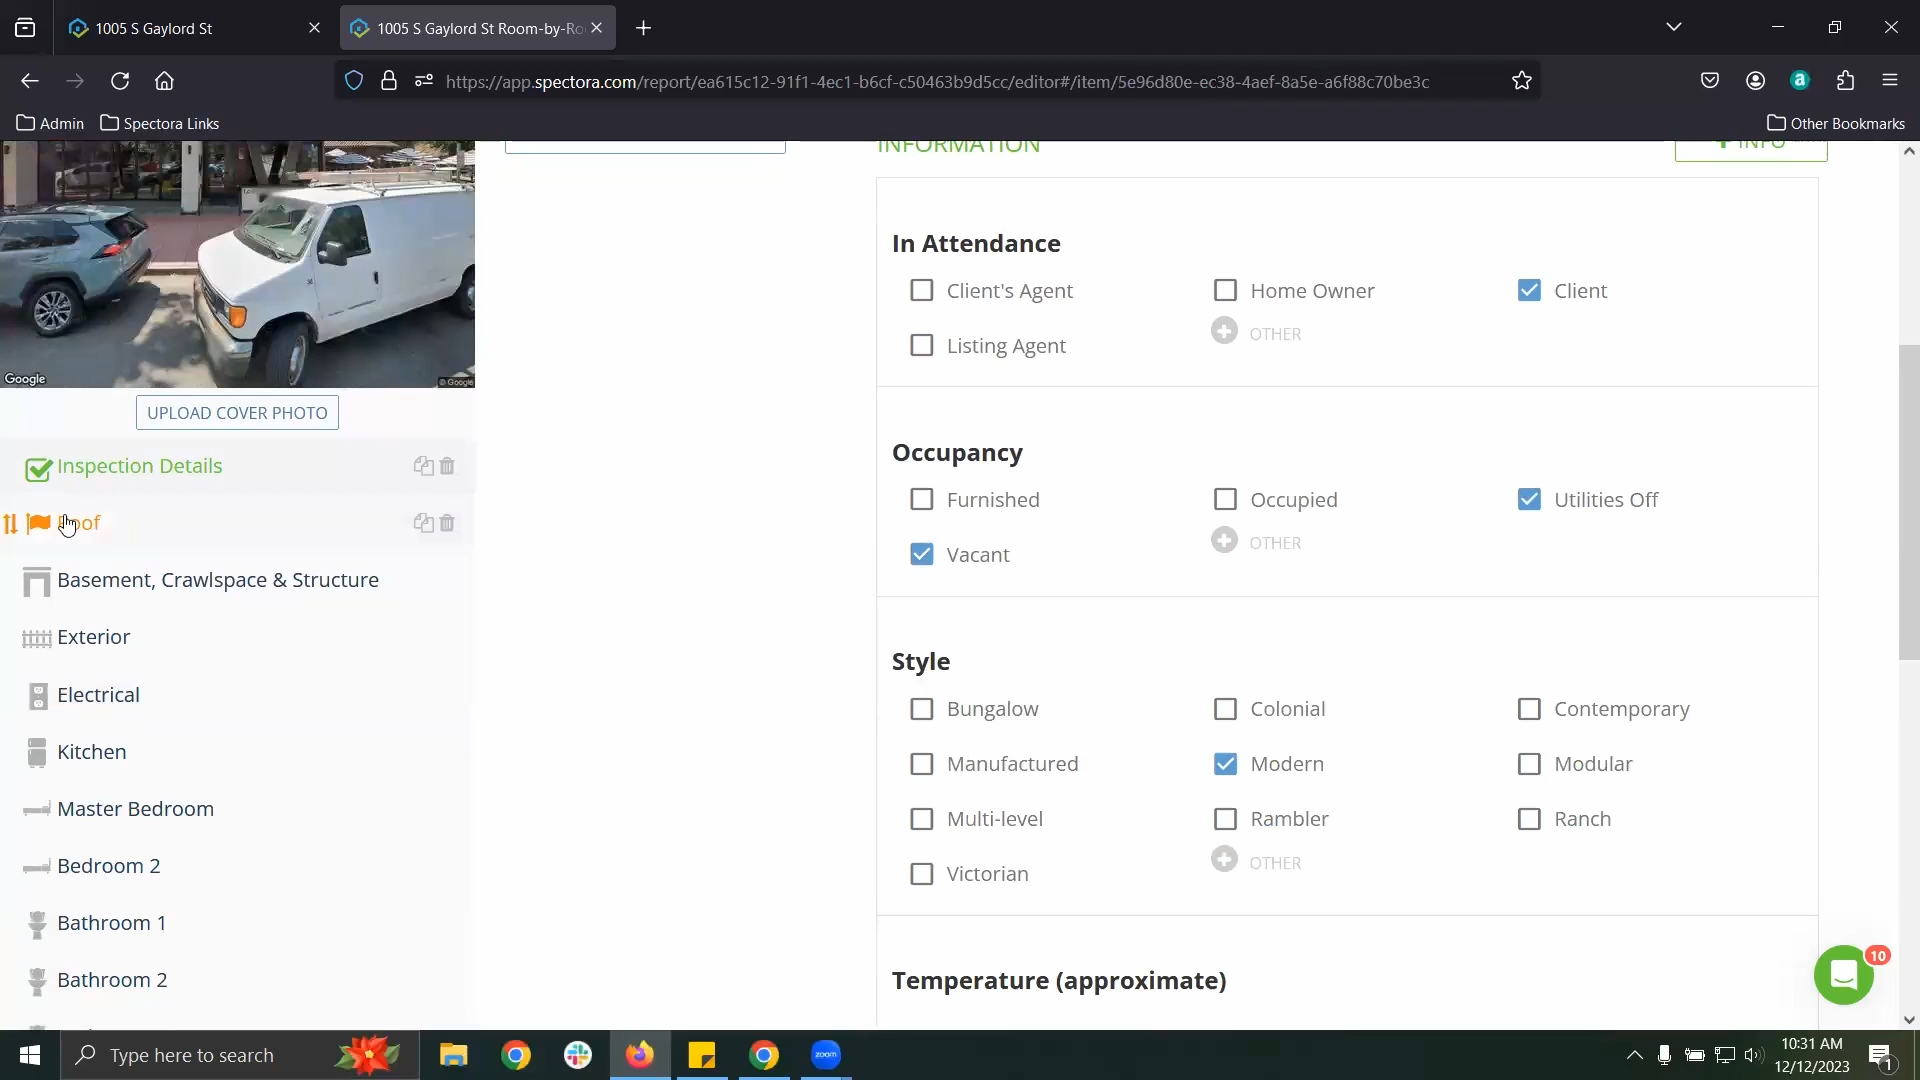 1005 S Gaylord St
1005 S Gaylord St Room-by-Ro
https://app.spectora.com/report/ea615c12-91f1-4ec1-b6cf-c50463b9d5cc/editor#/item/5e96d80e-ec38-4aef-8a5e-a6f88c70be3c
Admin
Spectora Links
Other Bookmarks
INFORMATION
INFO
Google
© Google
UPLOAD COVER PHOTO
Inspection Details
Roof
Basement, Crawlspace & Structure
Exterior
Electrical
Kitchen
Master Bedroom
Bedroom 2
Bathroom 1
Bathroom 2
In Attendance
Client's Agent
Home Owner
Client
Listing Agent
OTHER
Occupancy
Furnished
Occupied
Utilities Off
Vacant
OTHER
Style
Bungalow
Colonial
Contemporary
Manufactured
Modern
Modular
Multi-level
Rambler
Ranch
Victorian
OTHER
Temperature (approximate)
10
Type here to search
zoom
10:31 AM
12/12/2023
1